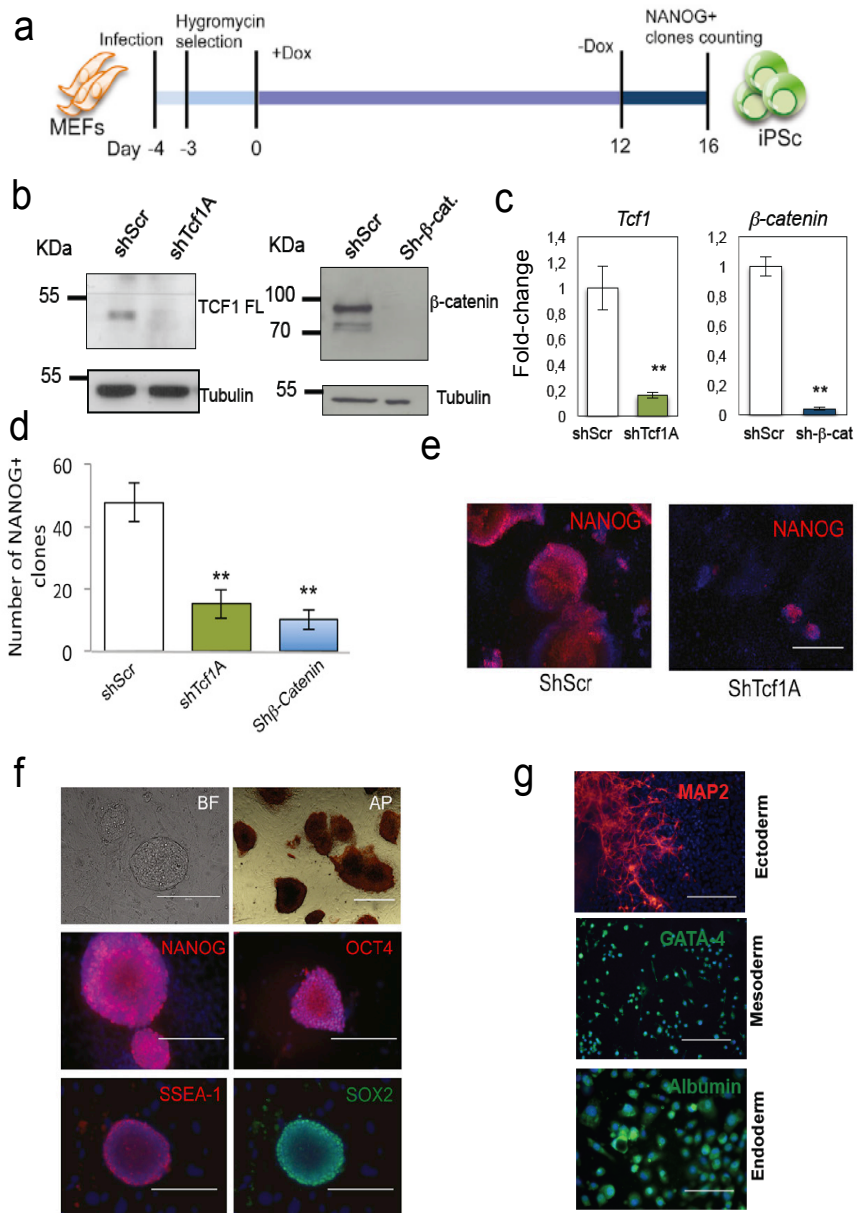 a
Infection
Hygromycin
selection
+Dox
-Dox
NANOG+
clones counting
MEFs
Day -4 -3 0 12 16
iPSc
b
shScr
shTcf1A
KDa
55
TCF1 FL
55
Tubulin
shScr
Sh-β-cat.
KDa
100
70
β-catenin
55
Tubulin
c
Tcf1
Fold-change
1,4
1,2
1
0,8
0,6
0,4
0,2
0
**
shScr shTcf1A
β-catenin
1,2
1
0,8
0,6
0,4
0,2
0
**
shScr sh-β-cat
d
Number of NANOG+
clones
60
40
20
0
**
**
shScr
shTcf1A
Shβ-Catenin
e
NANOG
NANOG
ShScr
ShTcf1A
f
BF
AP
NANOG
OCT4
SSEA-1
SOX2
g
MAP2
Ectoderm
GATA-4
Mesoderm
Albumin
Endoderm